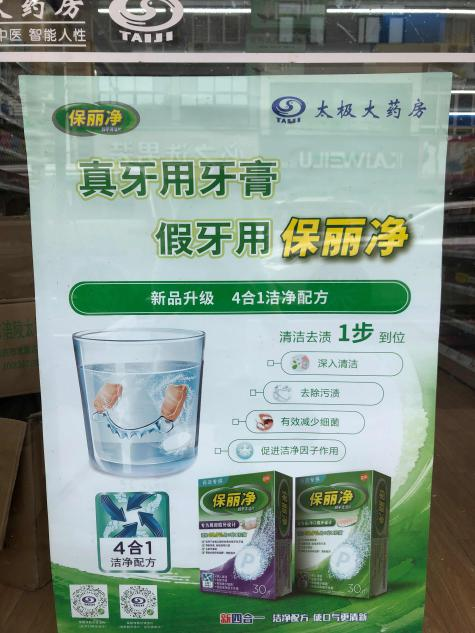 大药房
TAIJI
中医 智能人性
保丽净
太极大药房
TAIJI
KAIWEILU
真牙用牙膏
假牙用 保丽净
新品升级 4合1洁净配方
清洁去渍 1步 到位
深入清洁
去除污渍
有效减少细菌
促进洁净因子作用
保丽净
30
保丽净
30
4合1
洁净配方
新四合一 洁净配方 使口气更清新